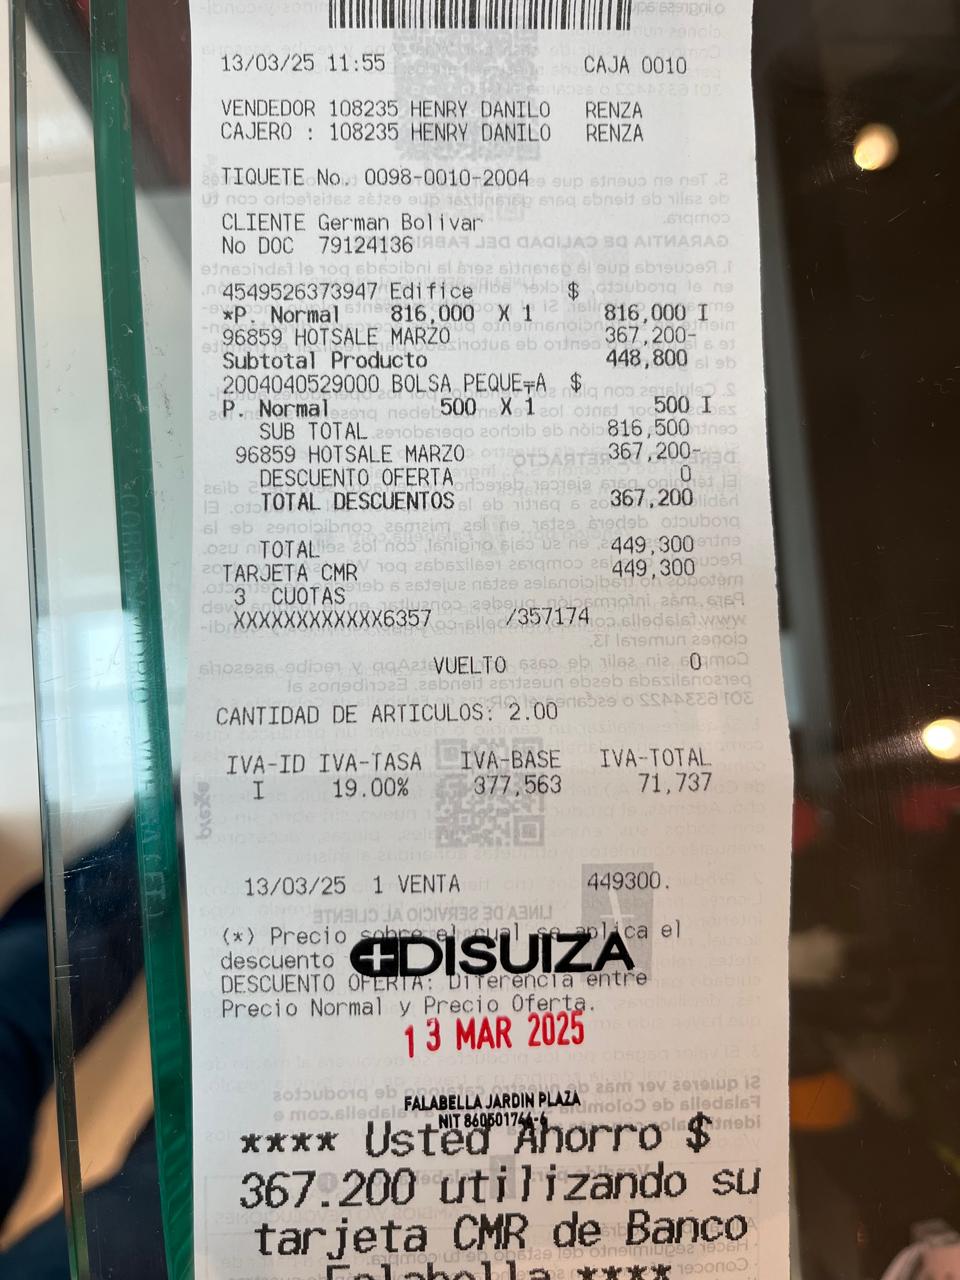 13/03/25 11:55 CAJA 0010
VENDEDOR 108235 HENRY DANILO RENZA
CAJERO : 108235 HENRY DANILO RENZA
TIQUETE No. 0098-0010-2004
CLIENTE German Bolivar
No DOC 79124136
4549526373947 Edifice $
*P. Normal 816,000 X 1 816,000 I
96859 HOTSALE MARZO 367,200-
Subtotal Producto 448,800
2004040529000 BOLSA PEQUE╤A $
P. Normal 500 X 1 500 I
SUB TOTAL 816,500
96859 HOTSALE MARZO 367,200-
DESCUENTO OFERTA 0
TOTAL DESCUENTOS 367,200
TOTAL 449,300
TARJETA CMR 449,300
3 CUOTAS
XXXXXXXXXXXX6357 /357174
VUELTO 0
CANTIDAD DE ARTICULOS: 2.00
IVA-ID IVA-TASA IVA-BASE IVA-TOTAL
I 19.00% 377,563 71,737
13/03/25 1 VENTA 449300.
(*) Precio sobre el cual se aplica el
descuento
DISUIZA
DESCUENTO OFERTA: Diferencia entre
Precio Normal y Precio Oferta.
13 MAR 2025
FALABELLA JARDIN PLAZA
NIT 860501744-6
**** Usted Ahorro $
367.200 utilizando su
tarjeta CMR de Banco
Falabella ****